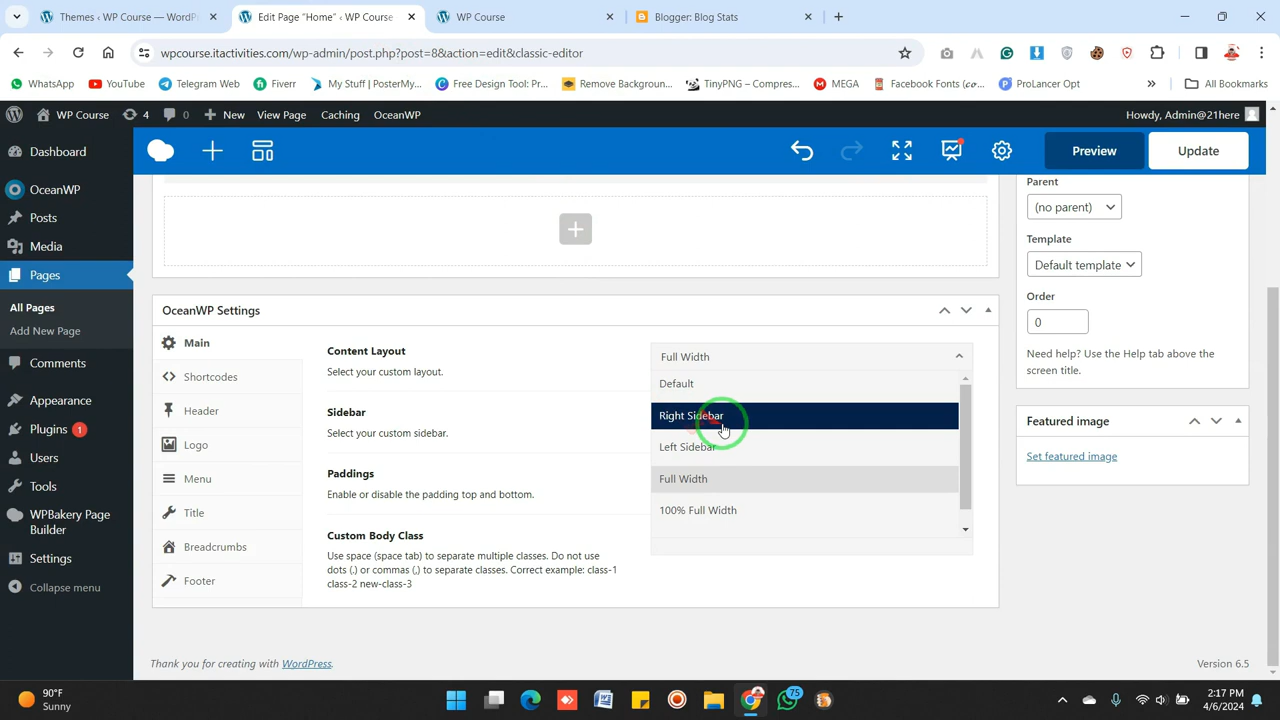 Themes ‹ WP Course — WordPre
Edit Page "Home" ‹ WP Course —
WP Course
Blogger: Blog Stats
wpcourse.itactivities.com/wp-admin/post.php?post=8&action=edit&classic-editor
WhatsApp
YouTube
Telegram Web
Fiverr
My Stuff | PosterMy...
Free Design Tool: Pr...
Remove Backgroun...
TinyPNG – Compres...
MEGA
Facebook Fonts (𝓬𝓸...
ProLancer Opt
»
All Bookmarks
WP Course
4
0
New
View Page
Caching
OceanWP
Howdy, Admin@21here
Dashboard
OceanWP
Posts
Media
Pages
All Pages
Add New Page
Comments
Appearance
Plugins 1
Users
Tools
WPBakery Page
Builder
Settings
Collapse menu
Preview
Update
OceanWP Settings
Main
Shortcodes
Header
Logo
Menu
Title
Breadcrumbs
Footer
Content Layout
Select your custom layout.
Sidebar
Select your custom sidebar.
Paddings
Enable or disable the padding top and bottom.
Custom Body Class
Use space (space tab) to separate multiple classes. Do not use
dots (.) or commas (,) to separate classes. Correct example: class-1
class-2 new-class-3
Full Width
Default
Right Sidebar
Left Sidebar
Full Width
100% Full Width
Parent
(no parent)
Template
Default template
Order
0
Need help? Use the Help tab above the
screen title.
Featured image
Set featured image
Thank you for creating with WordPress.
Version 6.5
90°F
Sunny
75
2:17 PM
4/6/2024